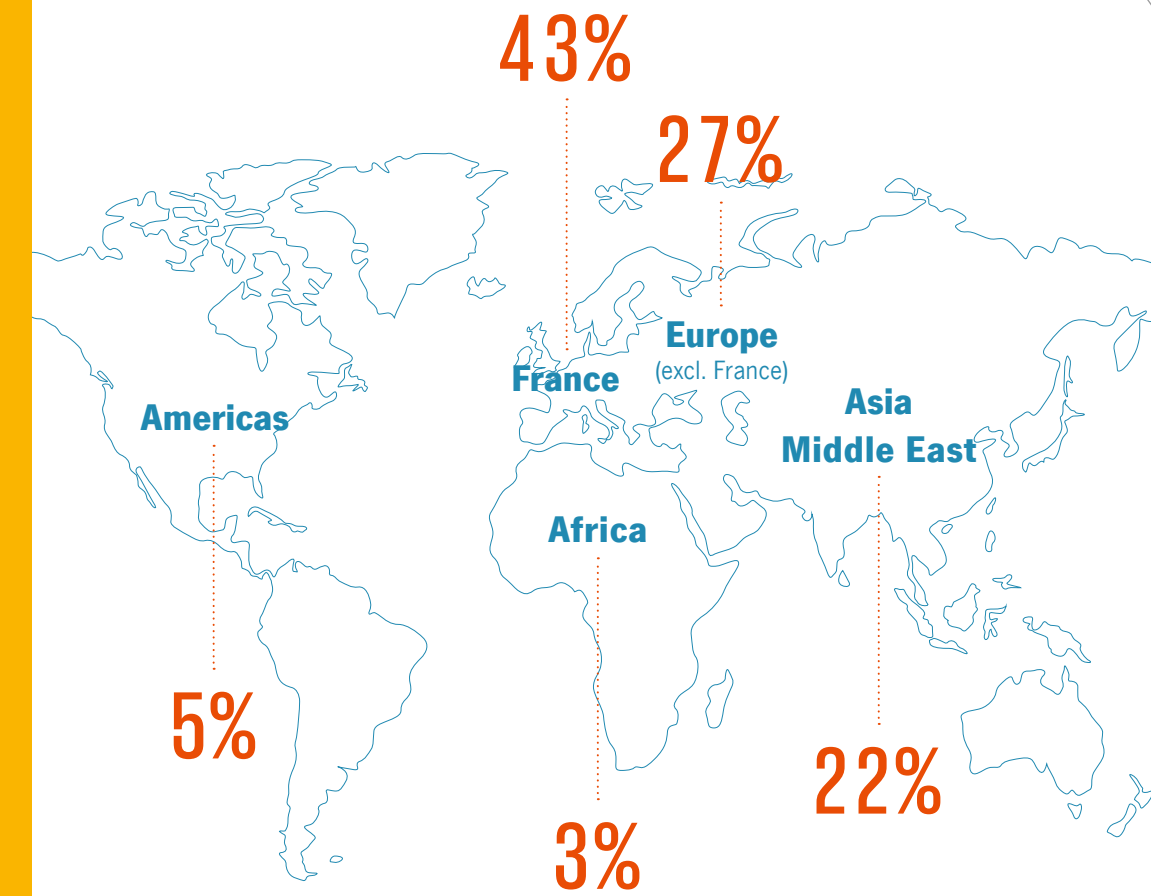 43%
27%
Europe
(excl. France)
France
Asia
Middle East
Americas
Africa
5%
22%
3%